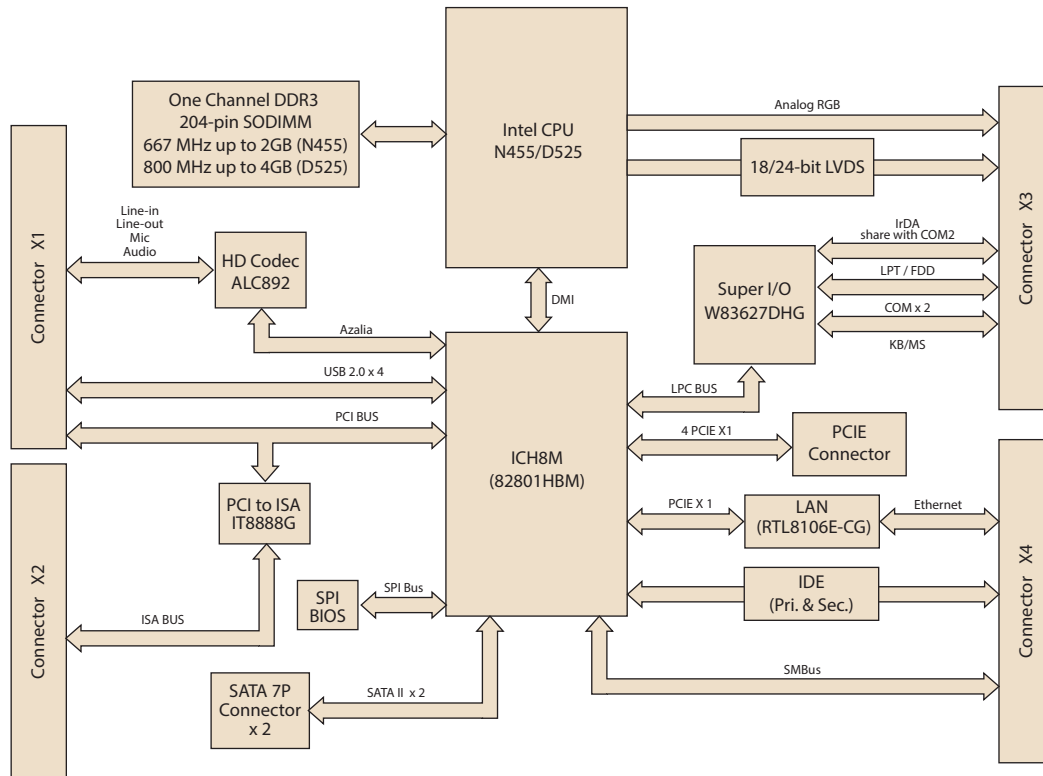 One Channel DDR3
204-pin SODIMM
667 MHz up to 2GB (N455)
800 MHz up to 4GB (D525)
Intel CPU
N455/D525
Analog RGB
18/24-bit LVDS
Connector X1
Line-in
Line-out
Mic
Audio
HD Codec
ALC892
Azalia
DMI
Super I/O
W83627DHG
IrDA
share with COM2
LPT / FDD
COM x 2
KB/MS
Connector X3
USB 2.0 x 4
PCI BUS
LPC BUS
ICH8M
(82801HBM)
4 PCIE X1
PCIE
Connector
PCI to ISA
IT8888G
PCIE X 1
LAN
(RTL8106E-CG)
Ethernet
Connector X2
ISA BUS
SPI
BIOS
SPI Bus
IDE
(Pri. & Sec.)
Connector X4
SMBus
SATA 7P
Connector
x 2
SATA II x 2